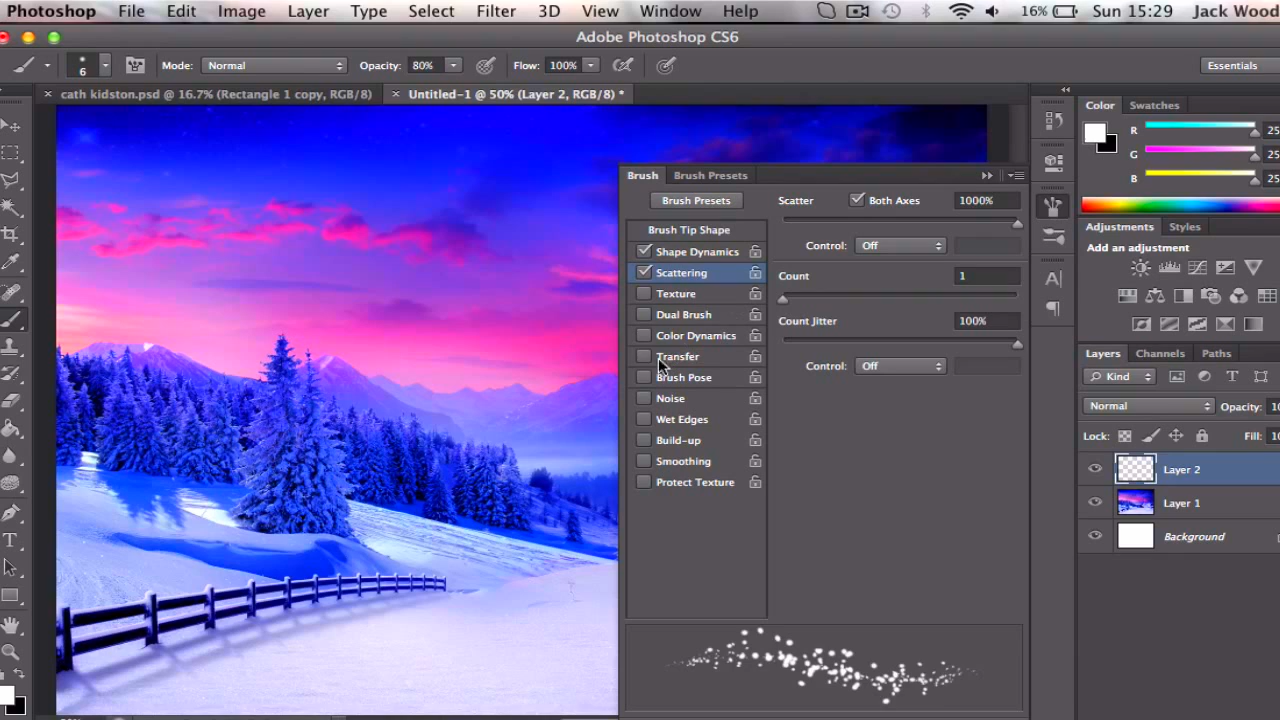 Photoshop File Edit Image Layer Type Select Filter 3D View Window Help 16% Sun 15:29 Jack Wood
Adobe Photoshop CS6
6 Mode: Normal Opacity: 80% Flow: 100% Essentials
× cath kidston.psd @ 16.7% (Rectangle 1 copy, RGB/8) × Untitled-1 @ 50% (Layer 2, RGB/8) *
Brush Brush Presets
Brush Presets
Brush Tip Shape
Shape Dynamics
Scattering
Texture
Dual Brush
Color Dynamics
Transfer
Brush Pose
Noise
Wet Edges
Build-up
Smoothing
Protect Texture
Scatter Both Axes 1000%
Control: Off
Count 1
Count Jitter 100%
Control: Off
Color Swatches
R 25
G 25
B 25
Adjustments Styles
Add an adjustment
Layers Channels Paths
Kind
Normal Opacity: 10
Lock: Fill: 10
Layer 2
Layer 1
Background